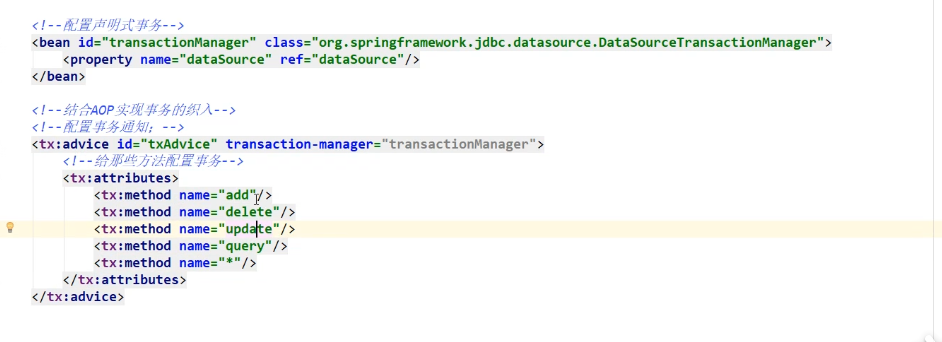 <!--配置声明式事务-->
<bean id="transactionManager" class="org.springframework.jdbc.datasource.DataSourceTransactionManager">
<property name="dataSource" ref="dataSource"/>
</bean>
<!--结合AOP实现事务的织入-->
<!--配置事务通知；-->
<tx:advice id="txAdvice" transaction-manager="transactionManager">
<!--给那些方法配置事务-->
<tx:attributes>
<tx:method name="add"/>
<tx:method name="delete"/>
<tx:method name="update"/>
<tx:method name="query"/>
<tx:method name="*"/>
</tx:attributes>
</tx:advice>